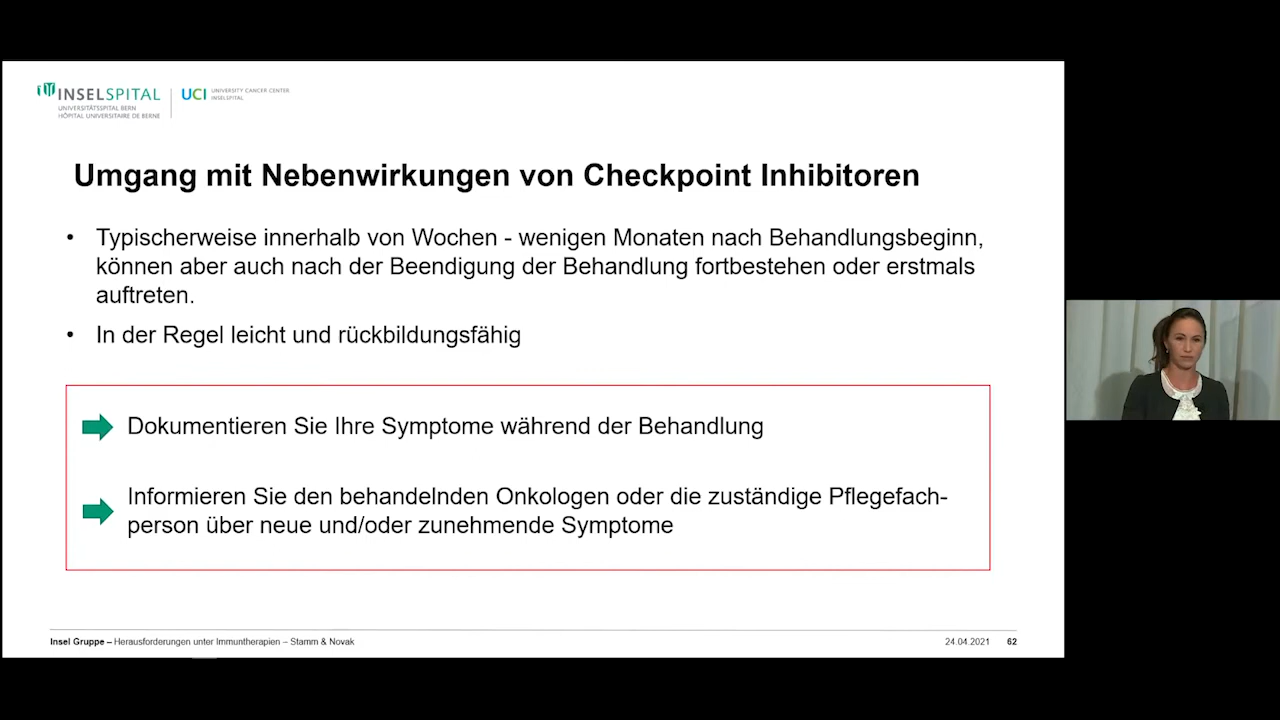 INSELSPITAL
UNIVERSITÄTSSPITAL BERN
HÔPITAL UNIVERSITAIRE DE BERNE
UCI UNIVERSITY CANCER CENTER
INSELSPITAL
Umgang mit Nebenwirkungen von Checkpoint Inhibitoren
• Typischerweise innerhalb von Wochen - wenigen Monaten nach Behandlungsbeginn,
können aber auch nach der Beendigung der Behandlung fortbestehen oder erstmals
auftreten.
• In der Regel leicht und rückbildungsfähig
Dokumentieren Sie Ihre Symptome während der Behandlung
Informieren Sie den behandelnden Onkologen oder die zuständige Pflegefach-
person über neue und/oder zunehmende Symptome
Insel Gruppe – Herausforderungen unter Immuntherapien – Stamm & Novak
24.04.2021 62